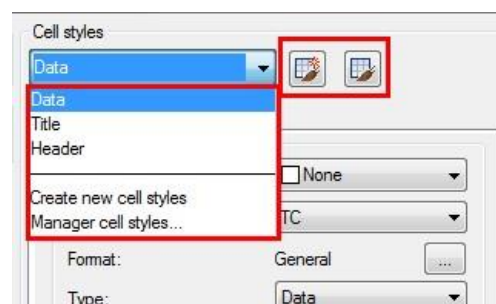 Cell styles
Data
Data
Title
Header
Create new cell styles
Manager cell styles...
None
TC
Format: General ...
Type: Data